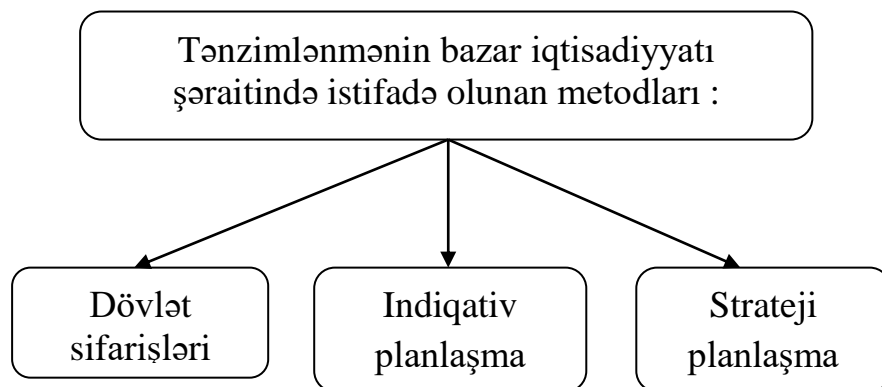 Tənzimlənmənin bazar iqtisadiyyatı
şəraitində istifadə olunan metodları :
Dövlət
sifarişləri
Indiqativ
planlaşma
Strateji
planlaşma